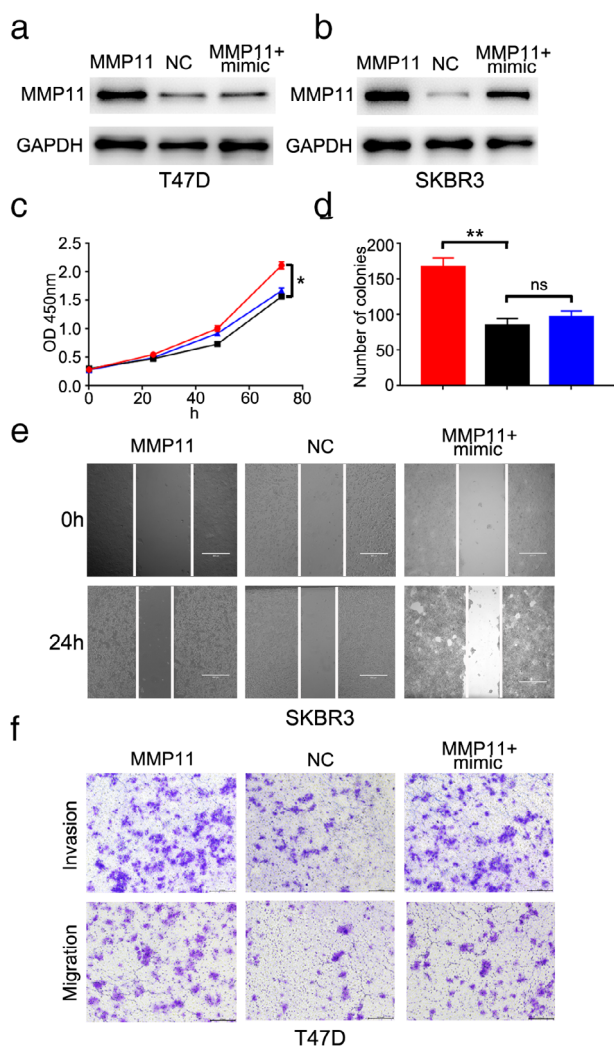 a
MMP11 NC MMP11+
mimic
MMP11
GAPDH
T47D
b
MMP11 NC MMP11+
mimic
MMP11
GAPDH
SKBR3
c
OD 450nm
2.5
2.0
1.5
1.0
0.5
0.0
0 20 40 60 80
h
*
d
Number of colonies
200
150
100
50
0
**
ns
e
MMP11 NC MMP11+
mimic
0h
24h
SKBR3
f
MMP11 NC MMP11+
mimic
Invasion
Migration
T47D